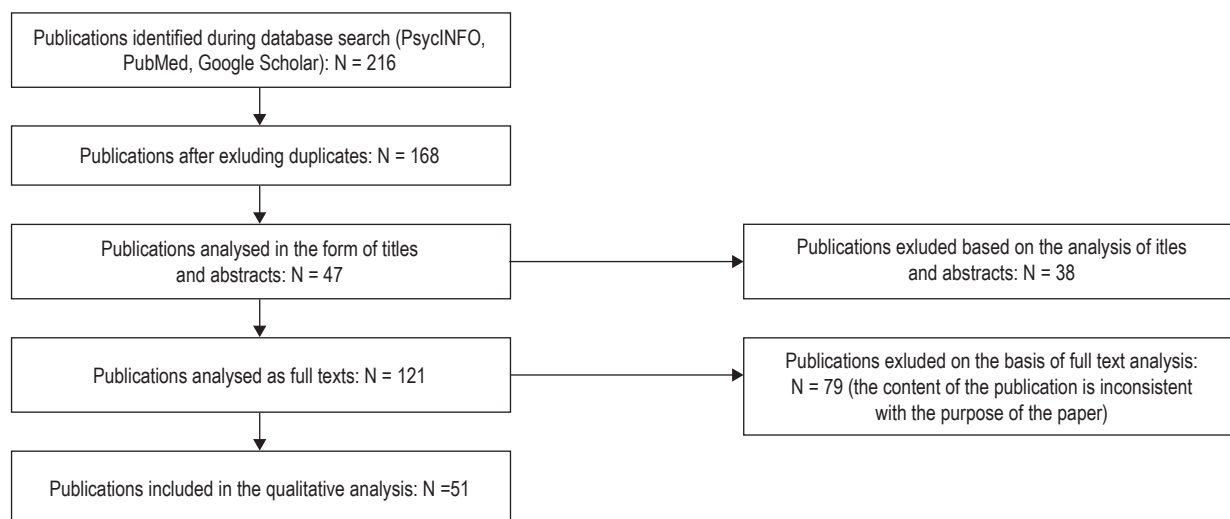 Publications identified during database search (PsycINFO,
PubMed, Google Scholar): N = 216
Publications after exluding duplicates: N = 168
Publications analysed in the form of titles
and abstracts: N = 47
Publications exluded based on the analysis of itles
and abstracts: N = 38
Publications analysed as full texts: N = 121
Publications exluded on the basis of full text analysis:
N = 79 (the content of the publication is inconsistent
with the purpose of the paper)
Publications included in the qualitative analysis: N =51